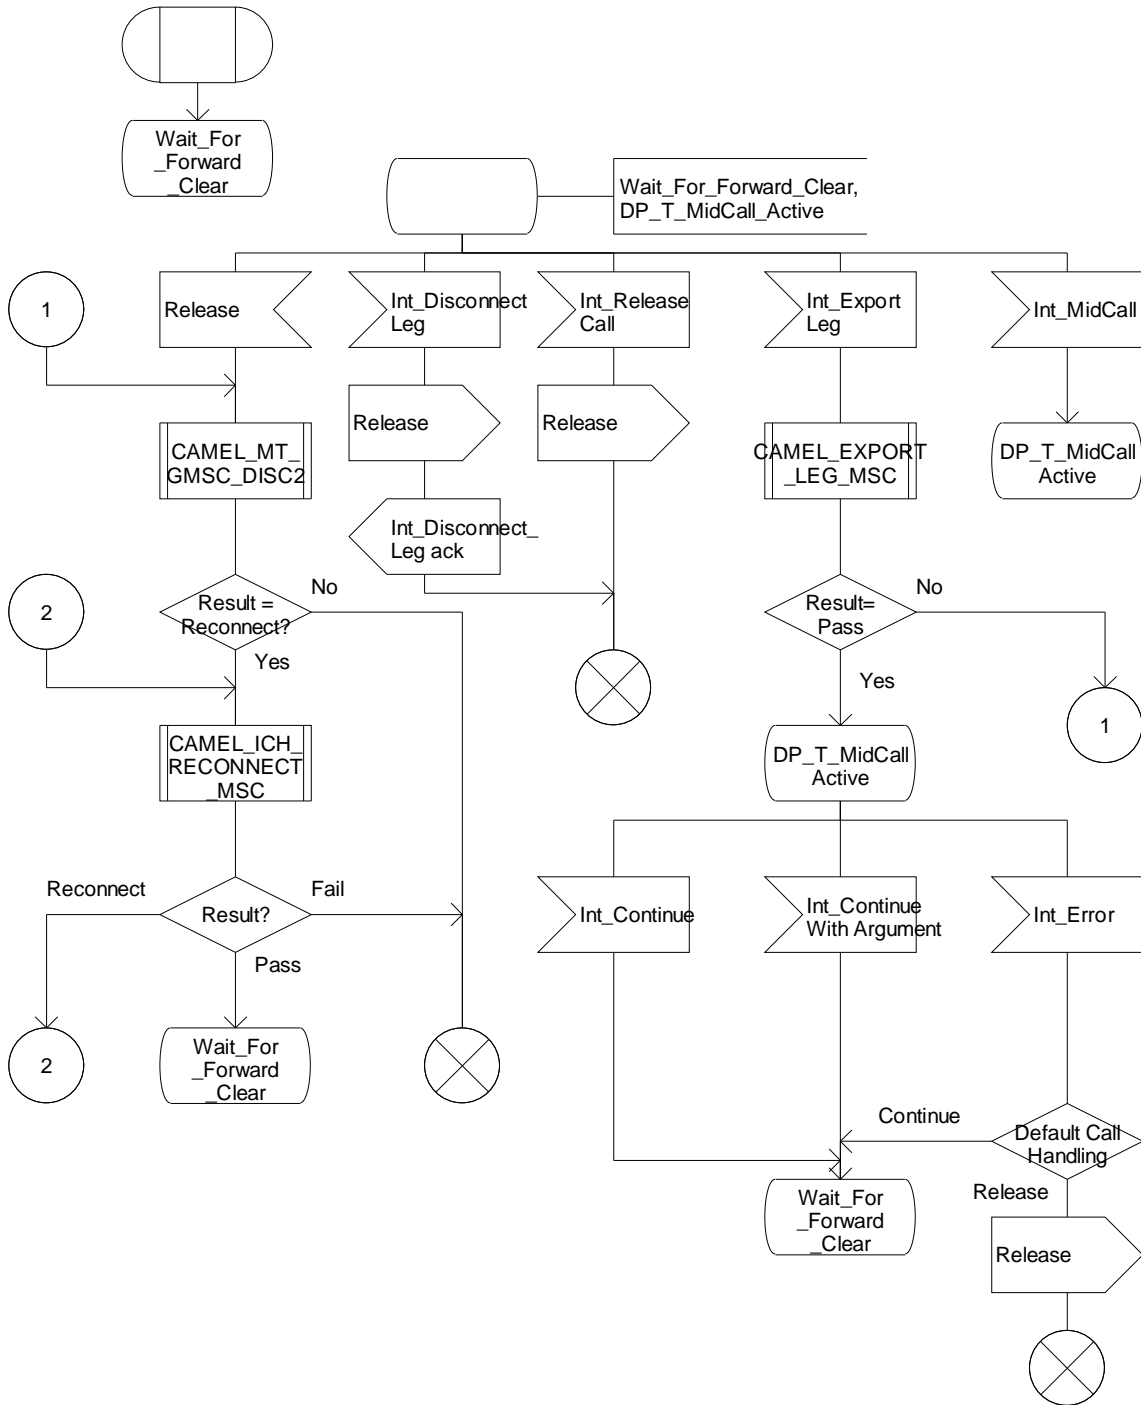 Wait_For
_Forward
_Clear
Wait_For_Forward_Clear,
DP_T_MidCall_Active
1
Release
Int_Disconnect
Leg
Int_Release
Call
Int_Export
Leg
Int_MidCall
Release
Release
CAMEL_MT_
GMSC_DISC2
CAMEL_EXPORT
_LEG_MSC
DP_T_MidCall
Active
Int_Disconnect_
Leg ack
2
Result =
Reconnect?
No
Yes
Result=
Pass
No
Yes
1
CAMEL_ICH_
RECONNECT
_MSC
DP_T_MidCall
Active
Reconnect
Result?
Fail
Pass
Int_Continue
Int_Continue
With Argument
Int_Error
2
Wait_For
_Forward
_Clear
Continue
Default Call
Handling
Release
Wait_For
_Forward
_Clear
Release